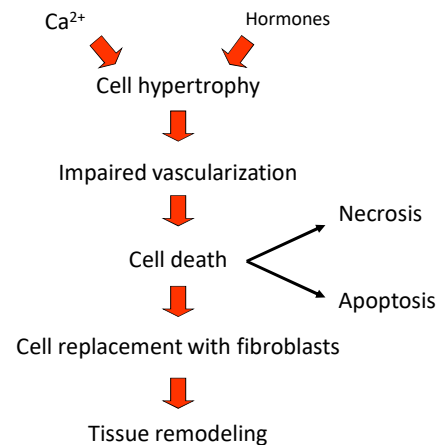 Ca²⁺
Hormones
Cell hypertrophy
Impaired vascularization
Necrosis
Cell death
Apoptosis
Cell replacement with fibroblasts
Tissue remodeling